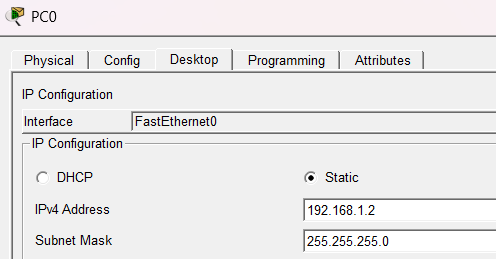 PC0
Physical Config Desktop Programming Attributes
IP Configuration
Interface FastEthernet0
IP Configuration
DHCP Static
IPv4 Address 192.168.1.2
Subnet Mask 255.255.255.0